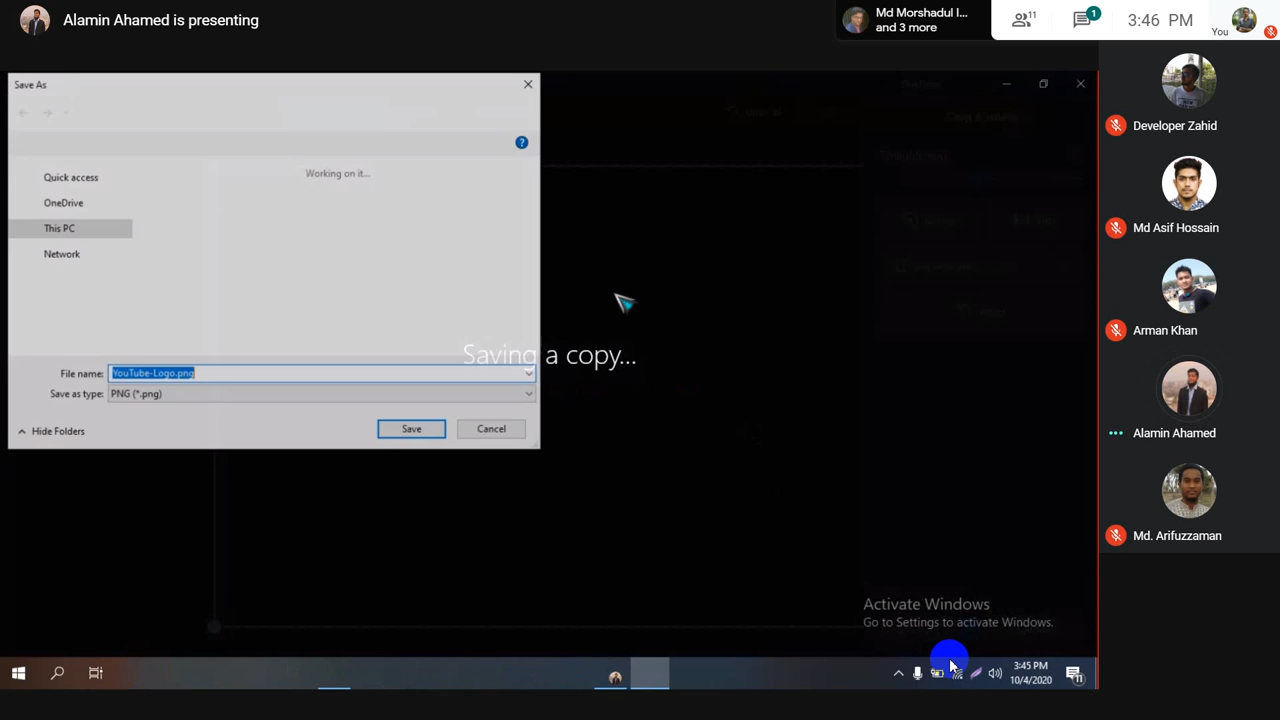 Alamin Ahamed is presenting
Md Morshadul I...
and 3 more
11
1
3:46 PM
You
Save As
Quick access
OneDrive
This PC
Network
Working on it...
Saving a copy...
File name: YouTube-Logo.png
Save as type: PNG (*.png)
Hide Folders
Save
Cancel
Developer Zahid
Md Asif Hossain
Arman Khan
Alamin Ahamed
Md. Arifuzzaman
Activate Windows
Go to Settings to activate Windows.
3:45 PM
10/4/2020
11